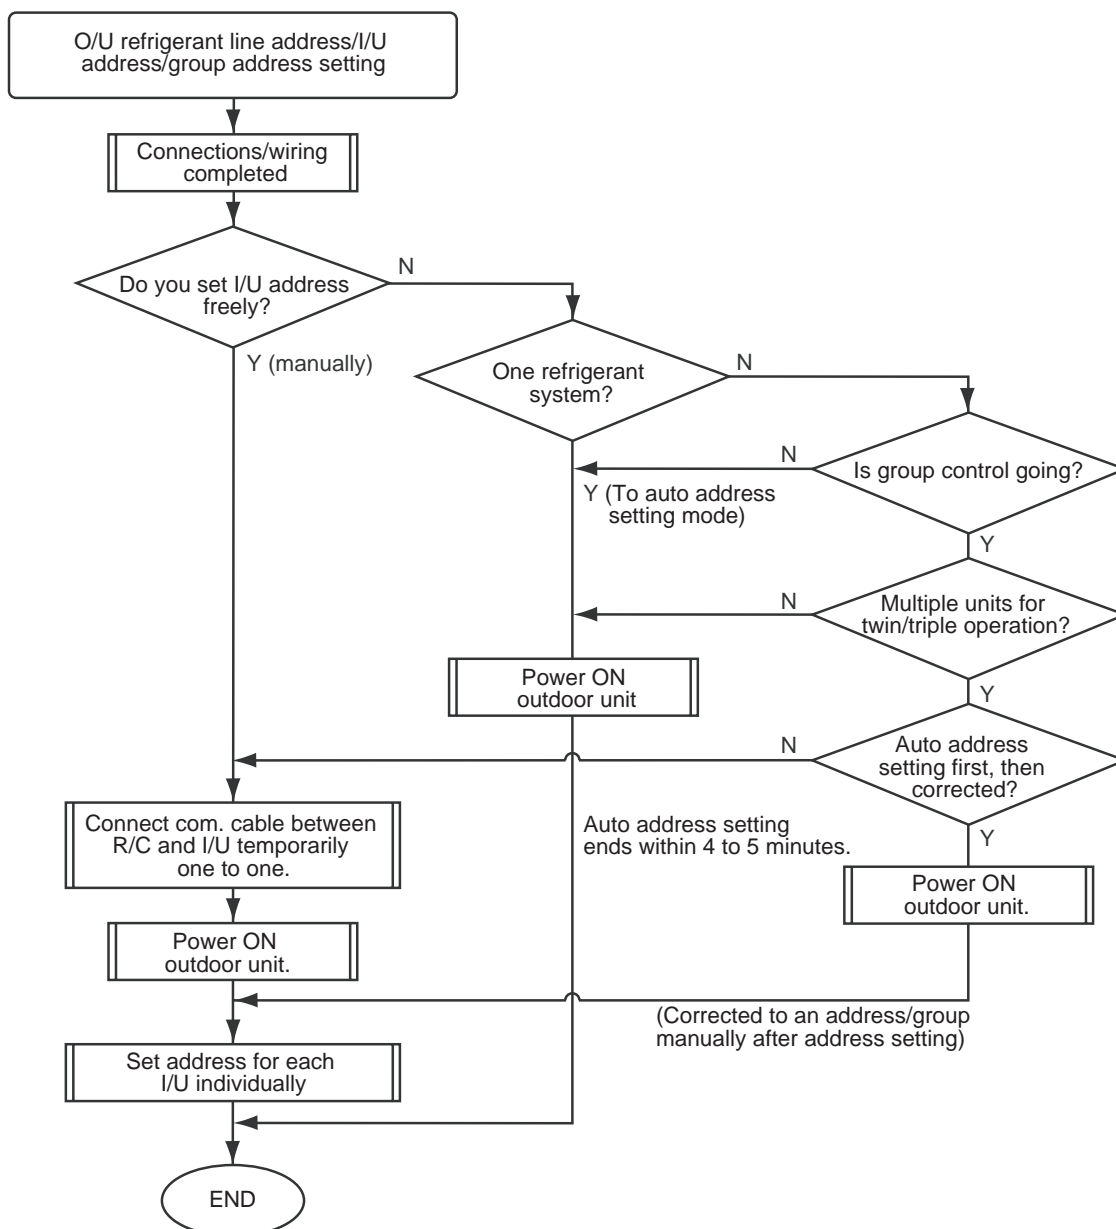 O/U refrigerant line address/I/U
address/group address setting
Connections/wiring
completed
Do you set I/U address
freely?
N
Y (manually)
One refrigerant
system?
N
Is group control going?
N
Y (To auto address
setting mode)
Y
Multiple units for
twin/triple operation?
N
Power ON
outdoor unit
Y
Auto address
setting first, then
corrected?
N
Connect com. cable between
R/C and I/U temporarily
one to one.
Auto address setting
ends within 4 to 5 minutes.
Y
Power ON
outdoor unit.
Power ON
outdoor unit.
(Corrected to an address/group
manually after address setting)
Set address for each
I/U individually
END